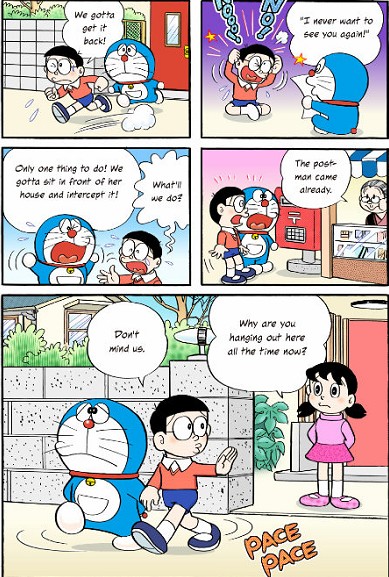 "I never want to
see you again!"
We gotta
get it
back!
The post-
man came
already.
What'll
we do?
Only one thing to do! We
gotta sit in front of her
house and intercept it!
Why are you
hanging out here
all the time now?
Don't
mind us.
PACE
PACE